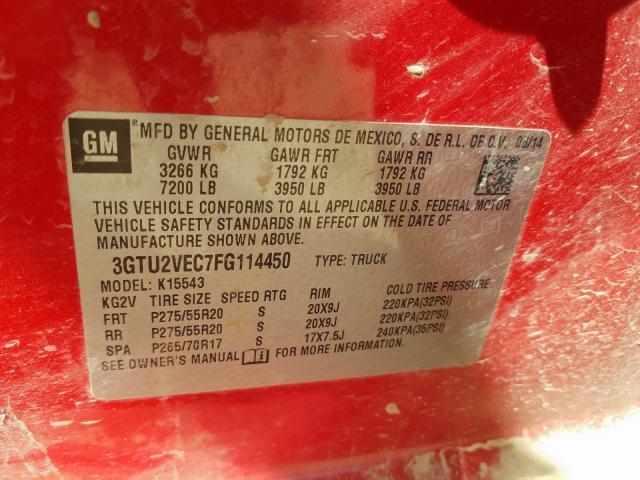 GM ® MFD BY GENERAL MOTORS DE MEXICO, S. DE R.L. DE C.V. 09/14
GVWR GAWR FRT GAWR RR
3266 KG 1792 KG 1792 KG
7200 LB 3950 LB 3950 LB
THIS VEHICLE CONFORMS TO ALL APPLICABLE U.S. FEDERAL MOTOR
VEHICLE SAFETY STANDARDS IN EFFECT ON THE DATE OF
MANUFACTURE SHOWN ABOVE.
3GTU2VEC7FG114450 TYPE: TRUCK
MODEL: K15543
KG2V TIRE SIZE SPEED RTG RIM COLD TIRE PRESSURE
FRT P275/55R20 S 20X9J 220KPA(32PSI)
RR P275/55R20 S 20X9J 220KPA(32PSI)
SPA P265/70R17 S 17X7.5J 240KPA(35PSI)
SEE OWNER'S MANUAL FOR MORE INFORMATION.